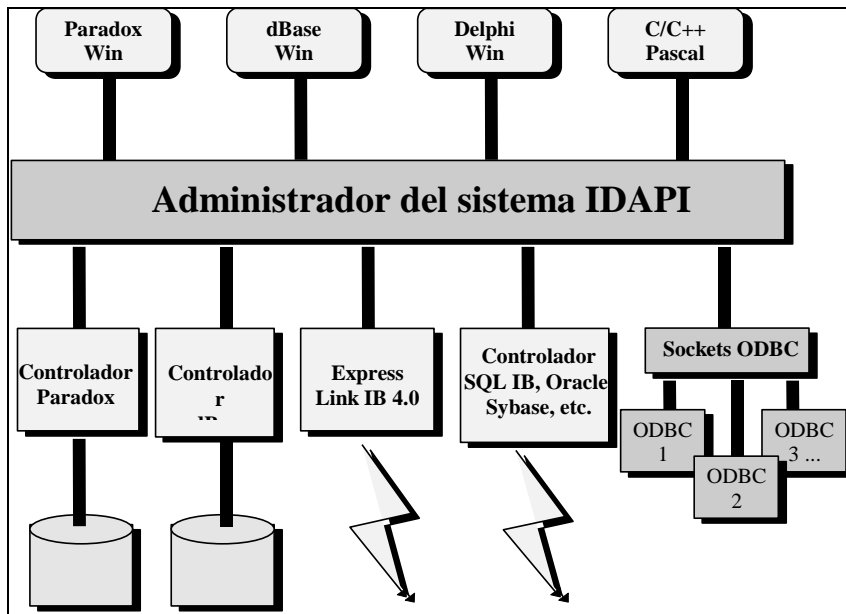 Paradox
Win
dBase
Win
Delphi
Win
C/C++
Pascal
Administrador del sistema IDAPI
Controlador
Paradox
Controlado
r
Express
Link IB 4.0
Controlador
SQL IB, Oracle
Sybase, etc.
Sockets ODBC
ODBC
1
ODBC
2
ODBC
3 ...